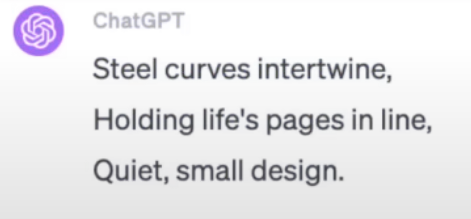 ChatGPT
Steel curves intertwine,
Holding life's pages in line,
Quiet, small design.